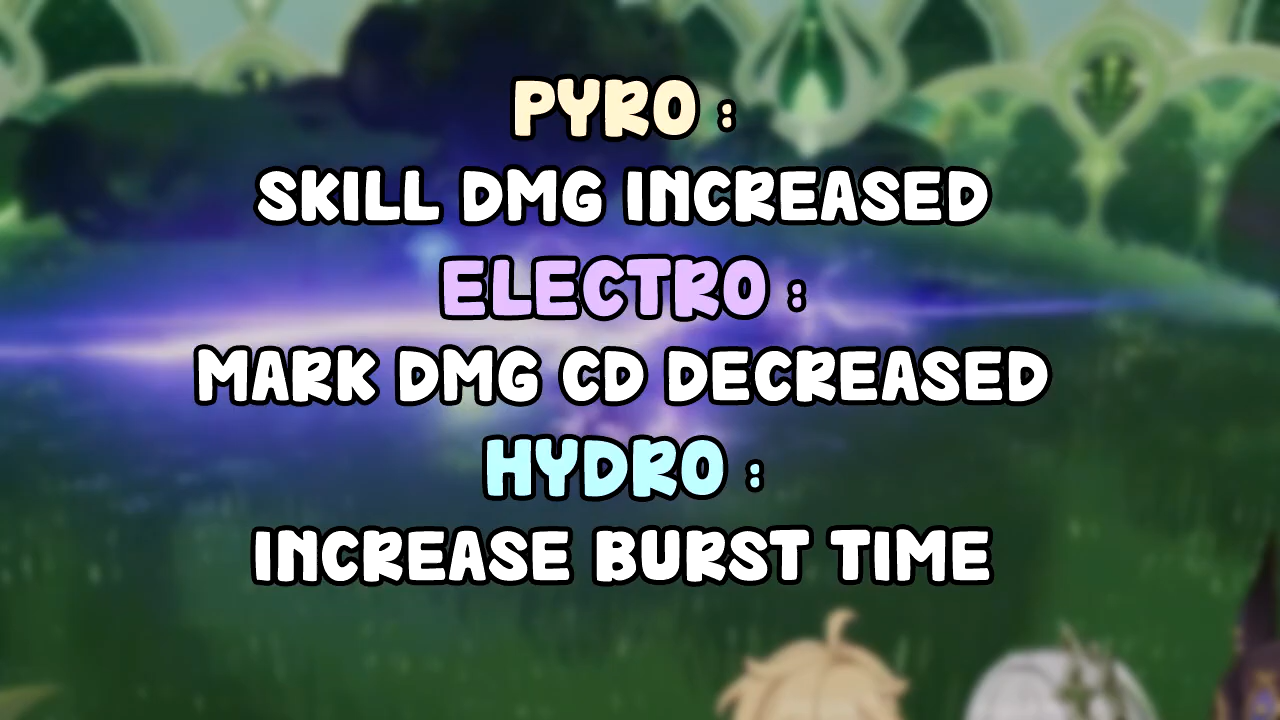 PYRO :
SKILL DMG INCREASED
ELECTRO :
MARK DMG CD DECREASED
HYDRO :
INCREASE BURST TIME